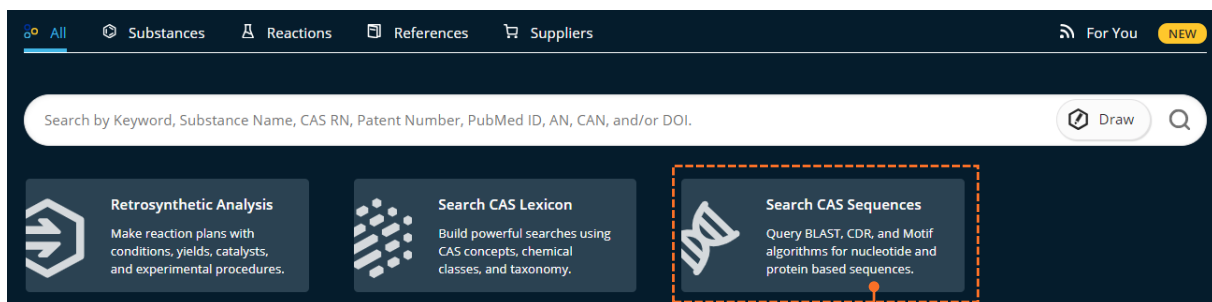 All Substances Reactions References Suppliers For You NEW
Search by Keyword, Substance Name, CAS RN, Patent Number, PubMed ID, AN, CAN, and/or DOI. Draw
Retrosynthetic Analysis
Make reaction plans with
conditions, yields, catalysts,
and experimental procedures.
Search CAS Lexicon
Build powerful searches using
CAS concepts, chemical
classes, and taxonomy.
Search CAS Sequences
Query BLAST, CDR, and Motif
algorithms for nucleotide and
protein based sequences.